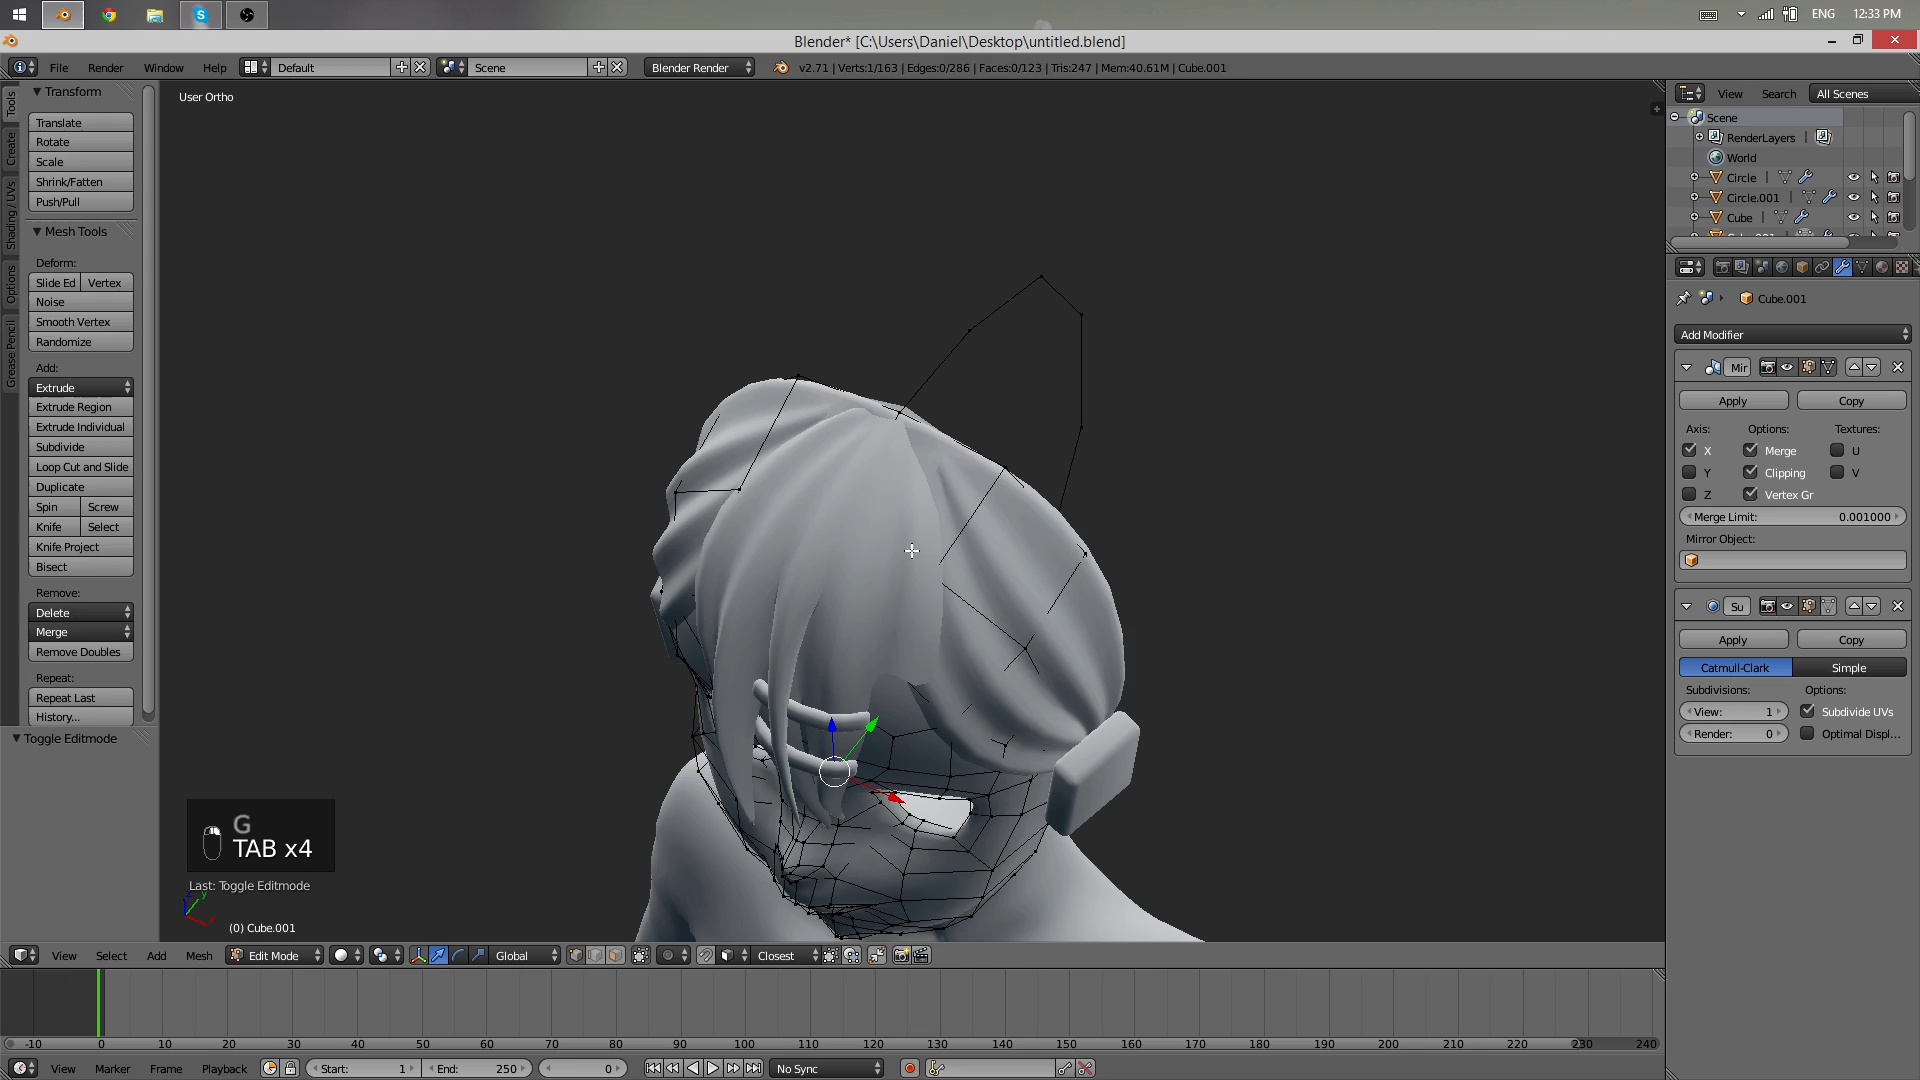 ENG
12:33 PM
Blender* [C:\Users\Daniel\Desktop\untitled.blend]
File Render Window Help
Default
Scene
Blender Render
v2.71 | Verts:1/163 | Edges:0/286 | Faces:0/123 | Tris:247 | Mem:40.61M | Cube.001
Tools
Create
Shading / UVs
Options
Grease Pencil
Transform
Translate
Rotate
Scale
Shrink/Fatten
Push/Pull
Mesh Tools
Deform:
Slide Ed Vertex
Noise
Smooth Vertex
Randomize
Add:
Extrude
Extrude Region
Extrude Individual
Subdivide
Loop Cut and Slide
Duplicate
Spin Screw
Knife Select
Knife Project
Bisect
Remove:
Delete
Merge
Remove Doubles
Repeat:
Repeat Last
History...
Toggle Editmode
User Ortho
G
TAB x4
Last: Toggle Editmode
(0) Cube.001
View Select Add Mesh
Edit Mode
Global
Closest
-10 0 10 20 30 40 50 60 70 80 90 100 110 120 130 140 150 160 170 180 190 200 210 220 230 240
View Marker Frame Playback
Start: 1
End: 250
0
No Sync
View Search All Scenes
Scene
RenderLayers
World
Circle
Circle.001
Cube
Cube.001
Add Modifier
Mir
Apply Copy
Axis: Options: Textures:
X Merge U
Y Clipping V
Z Vertex Gr
Merge Limit: 0.001000
Mirror Object:
Su
Apply Copy
Catmull-Clark Simple
Subdivisions: Options:
View: 1 Subdivide UVs
Render: 0 Optimal Displ...